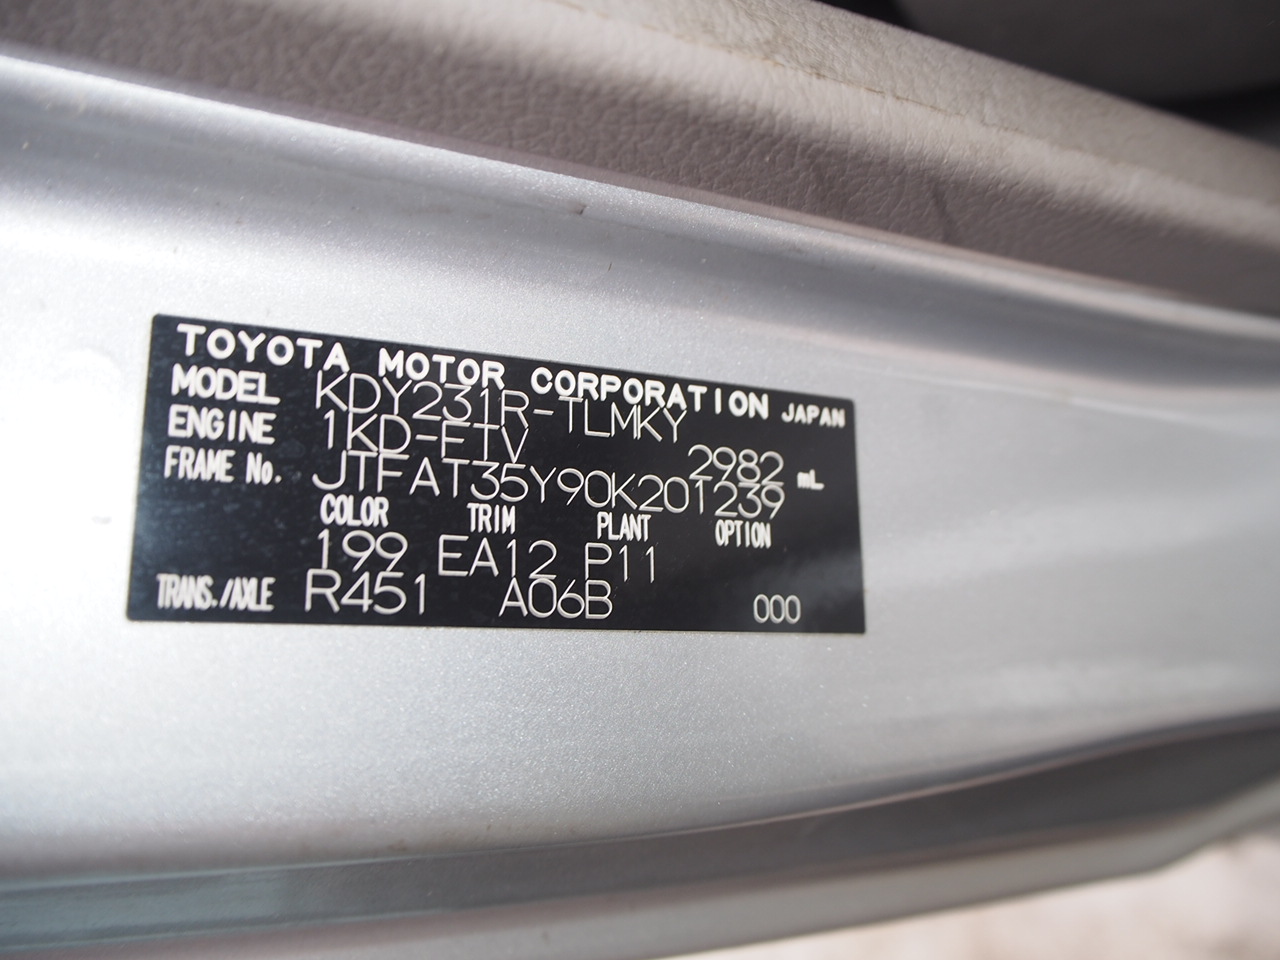 TOYOTA MOTOR CORPORATION JAPAN
MODEL KDY231R-TLMKY
ENGINE 1KD-FTV 2982 mL
FRAME No. JTFAT35Y90K201239
COLOR TRIM PLANT OPTION
199 EA12 P11
TRANS./AXLE R451 A06B 000